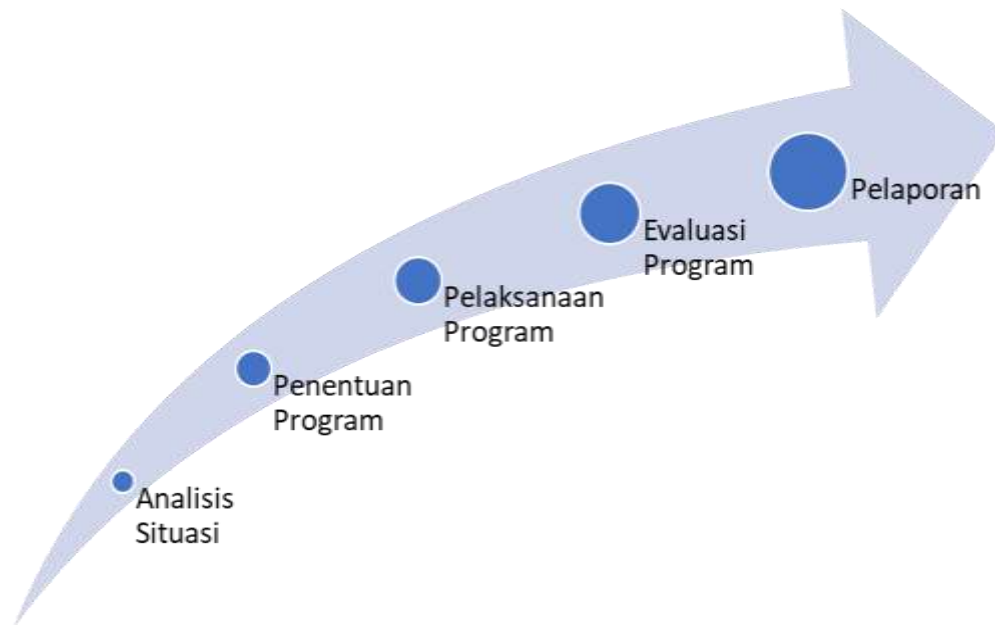 Analisis
Situasi
Penentuan
Program
Pelaksanaan
Program
Evaluasi
Program
Pelaporan